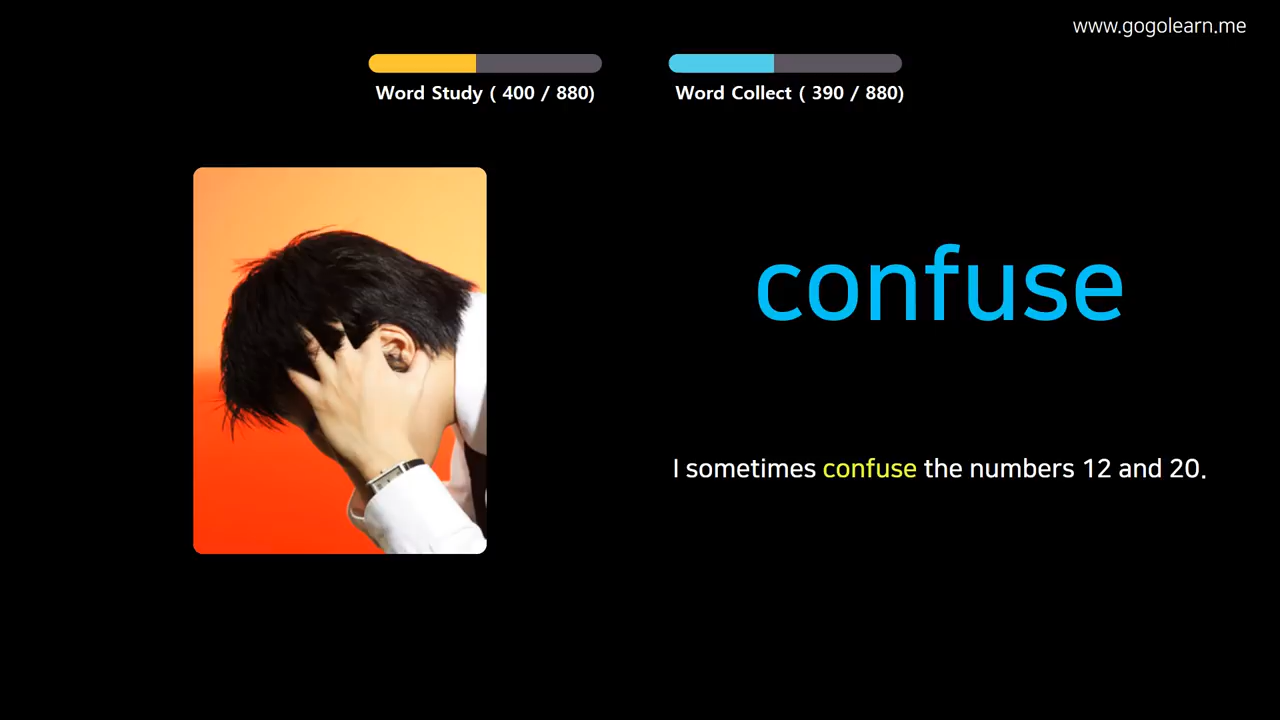 www.gogolearn.me
Word Study ( 400 / 880)
Word Collect ( 390 / 880)
confuse
I sometimes confuse the numbers 12 and 20.